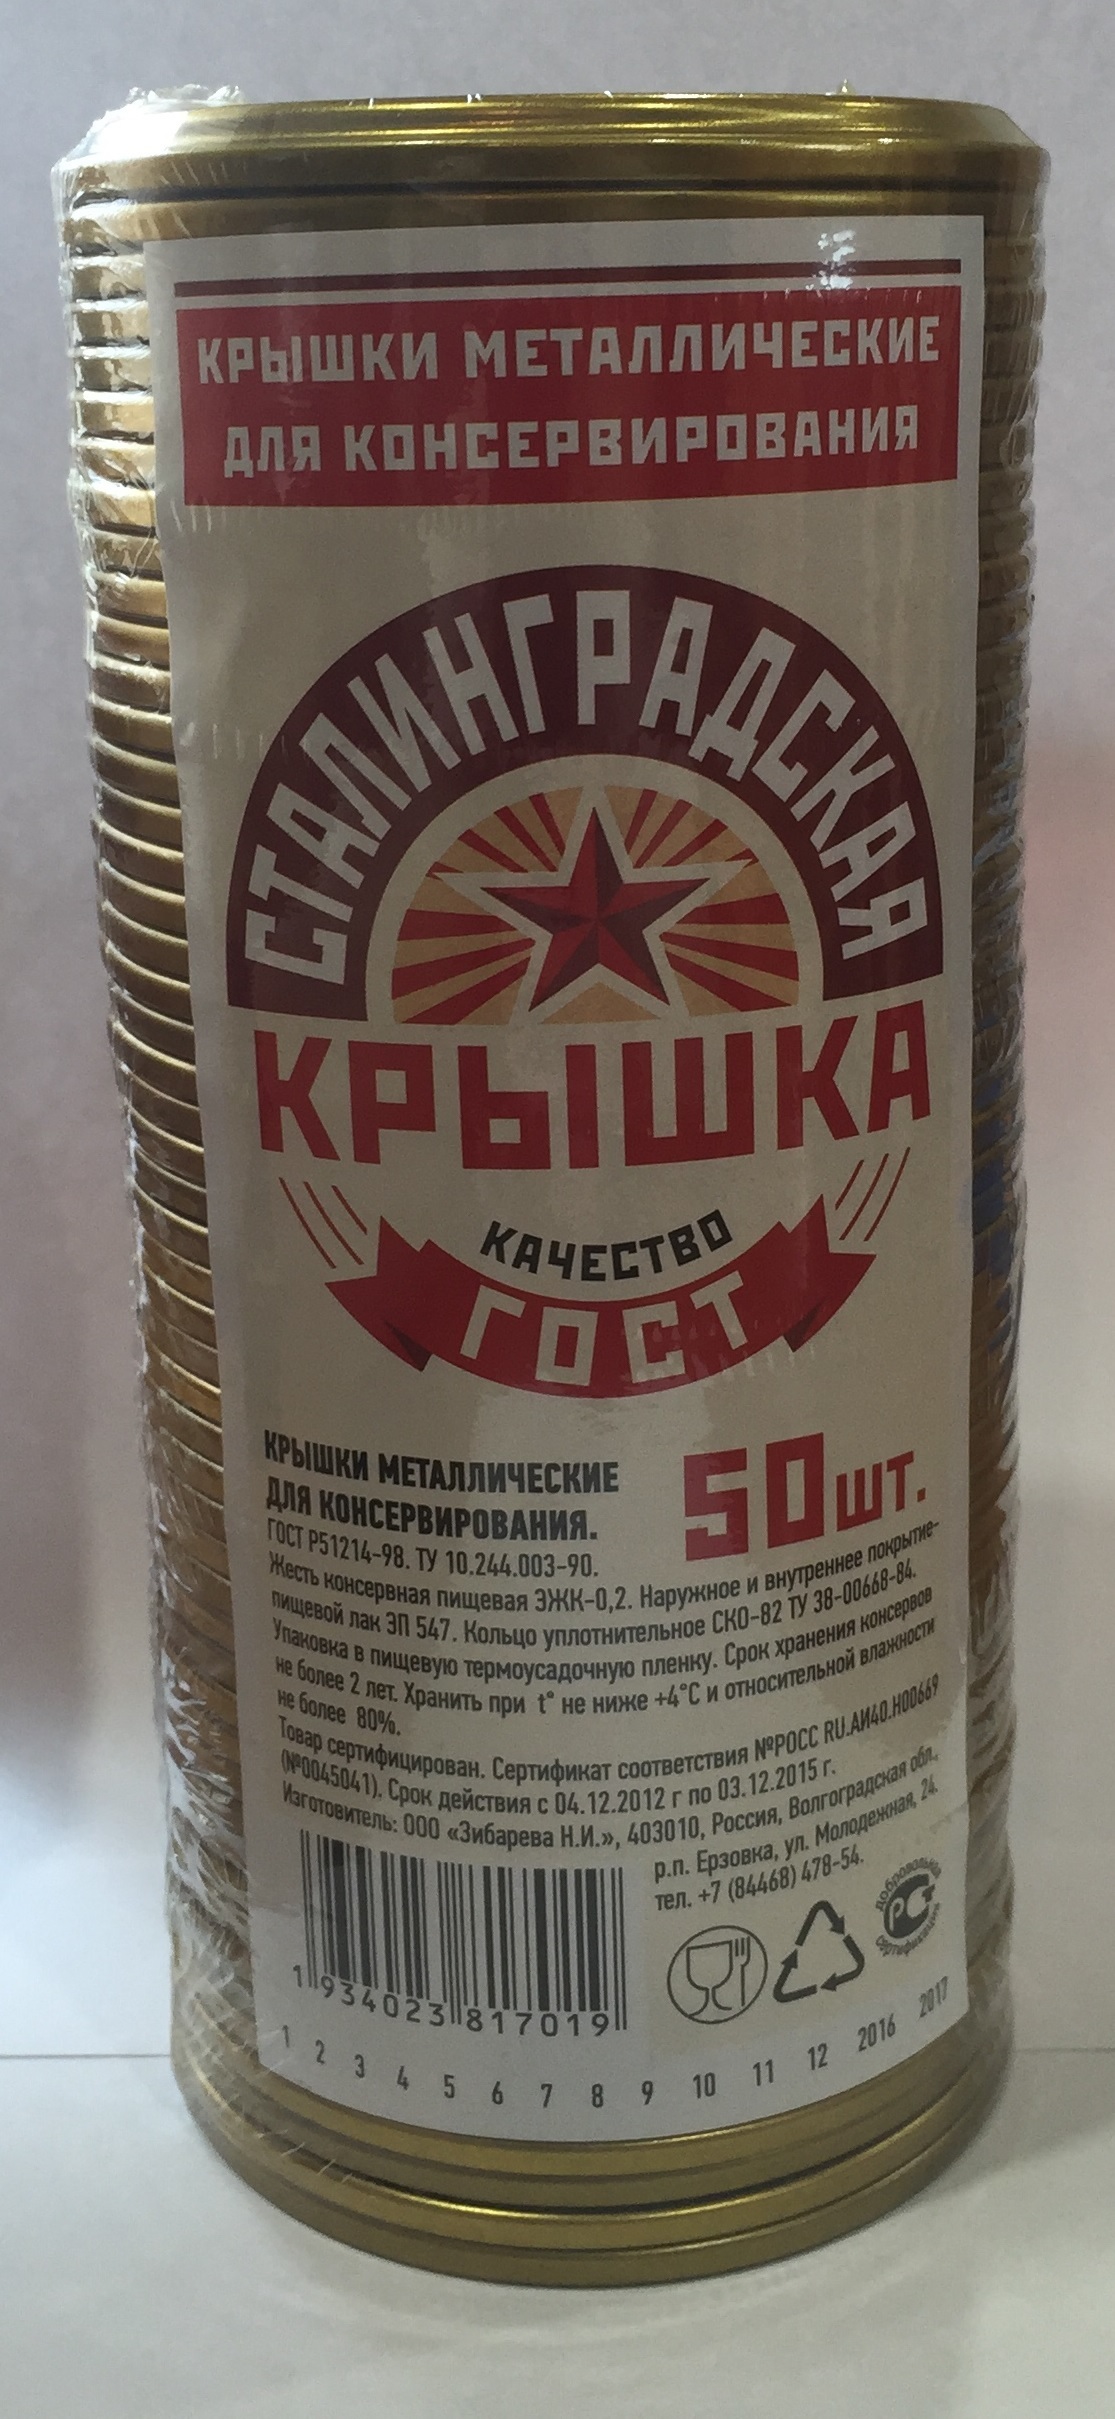 КРЫШКИ МЕТАЛЛИЧЕСКИЕ
ДЛЯ КОНСЕРВИРОВАНИЯ
СТАЛИНГРАДСКАЯ
КРЫШКА
КАЧЕСТВО
ГОСТ
КРЫШКИ МЕТАЛЛИЧЕСКИЕ
ДЛЯ КОНСЕРВИРОВАНИЯ.
50 шт.
ГОСТ Р51214-98. ТУ 10.244.003-90.
Жесть консервная пищевая ЭЖК-0,2. Наружное и внутреннее покрытие-
пищевой лак ЭП 547. Кольцо уплотнительное СКО-82 ТУ 38-00668-84.
Упаковка в пищевую термоусадочную пленку. Срок хранения консервов
не более 2 лет. Хранить при t° не ниже +4°С и относительной влажности
не более 80%.
Товар сертифицирован. Сертификат соответствия №РОСС RU.АИ40.Н00669
(№0045041). Срок действия с 04.12.2012 г по 03.12.2015 г.
Изготовитель: ООО «Зибарева Н.И.», 403010, Россия, Волгоградская обл.,
р.п. Ерзовка, ул. Молодежная, 24.
тел. +7 (84468) 478-54.
Добровольная
РСТ
сертификация
1 934023 817019
1 2 3 4 5 6 7 8 9 10 11 12 2016 2017